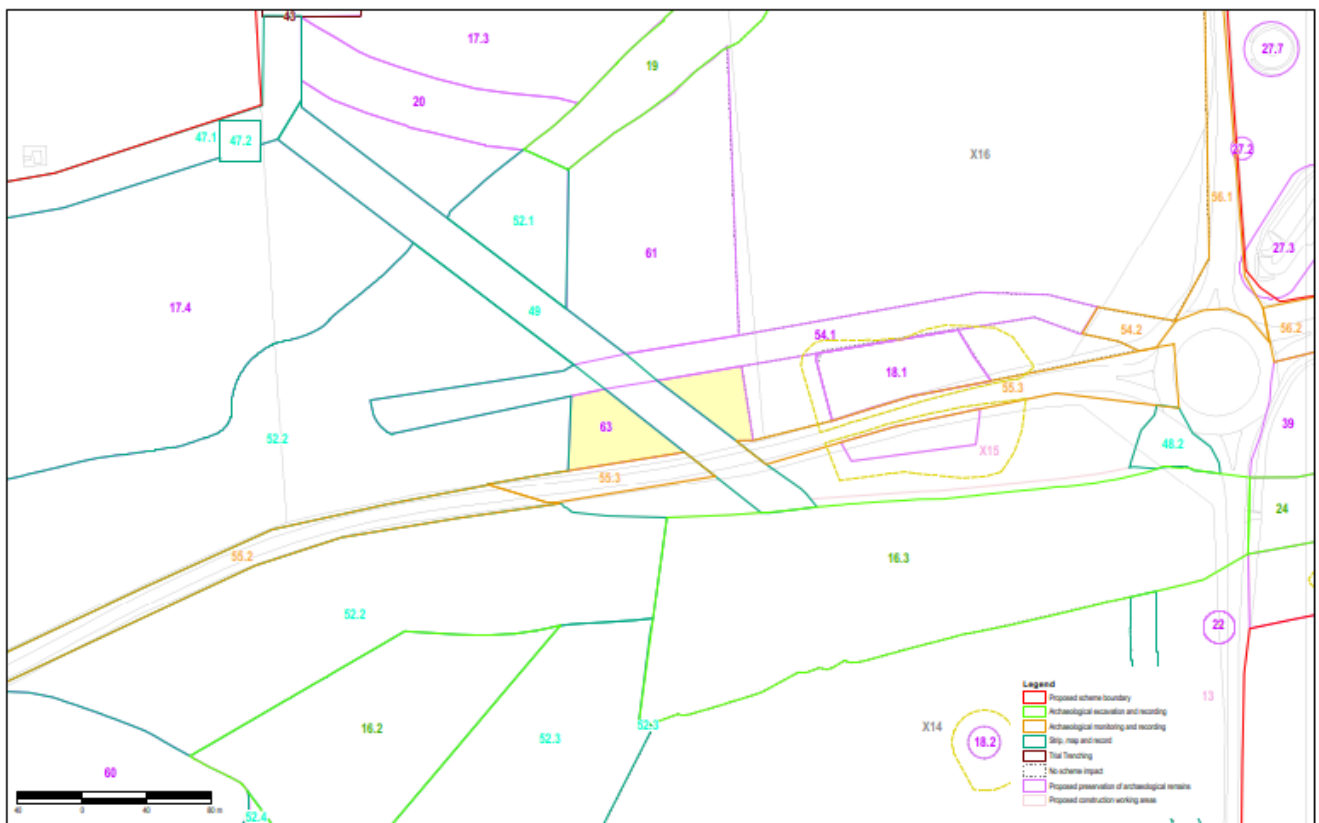 43
17.3
19
27.7
20
47.1
47.2
X16
27.2
56.1
52.1
61
27.3
17.4
49
54.1
54.2
56.2
18.1
55.3
63
39
52.2
48.2
X15
55.3
24
55.2
16.3
52.2
22
13
16.2
52.3
52.3
X14
18.2
60
52.4
40 0 40 80 m
Legend
Proposed scheme boundary
Archaeological excavation and recording
Archaeological monitoring and recording
Strip, map and record
Trial Trenching
No scheme impact
Proposed preservation of archaeological remains
Proposed construction working areas